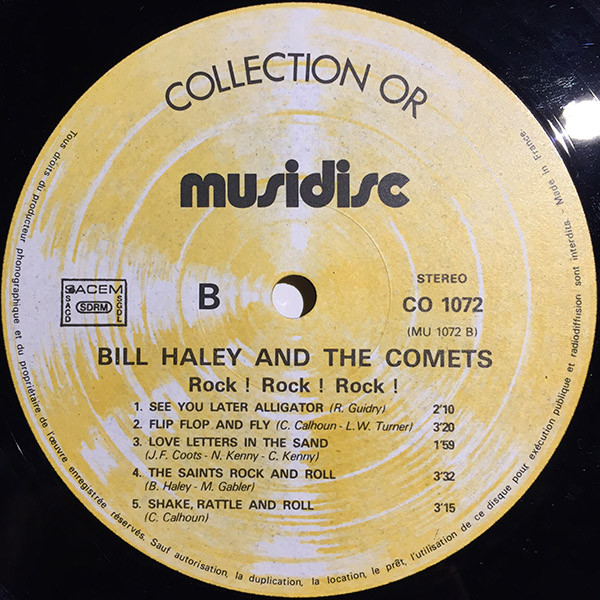 COLLECTION OR
musidisc
SACEM
SACD
SDRM
SGDL
B
STEREO
CO 1072
(MU 1072 B)
BILL HALEY AND THE COMETS
Rock ! Rock ! Rock !
1. SEE YOU LATER ALLIGATOR (R. Guidry) 2'10
2. FLIP FLOP AND FLY (C. Calhoun - L.W. Turner) 3'20
3. LOVE LETTERS IN THE SAND 1'59
(J.F. Coots - N. Kenny - C. Kenny)
4. THE SAINTS ROCK AND ROLL 3'32
(B. Haley - M. Gabler)
5. SHAKE, RATTLE AND ROLL 3'15
(C. Calhoun)
Tous droits du producteur phonographique et du propriétaire de l'œuvre enregistrée réservés. Sauf autorisation, la duplication, la location, le prêt, l'utilisation de ce disque pour exécution publique et radiodiffusion sont interdits. - Made in France.